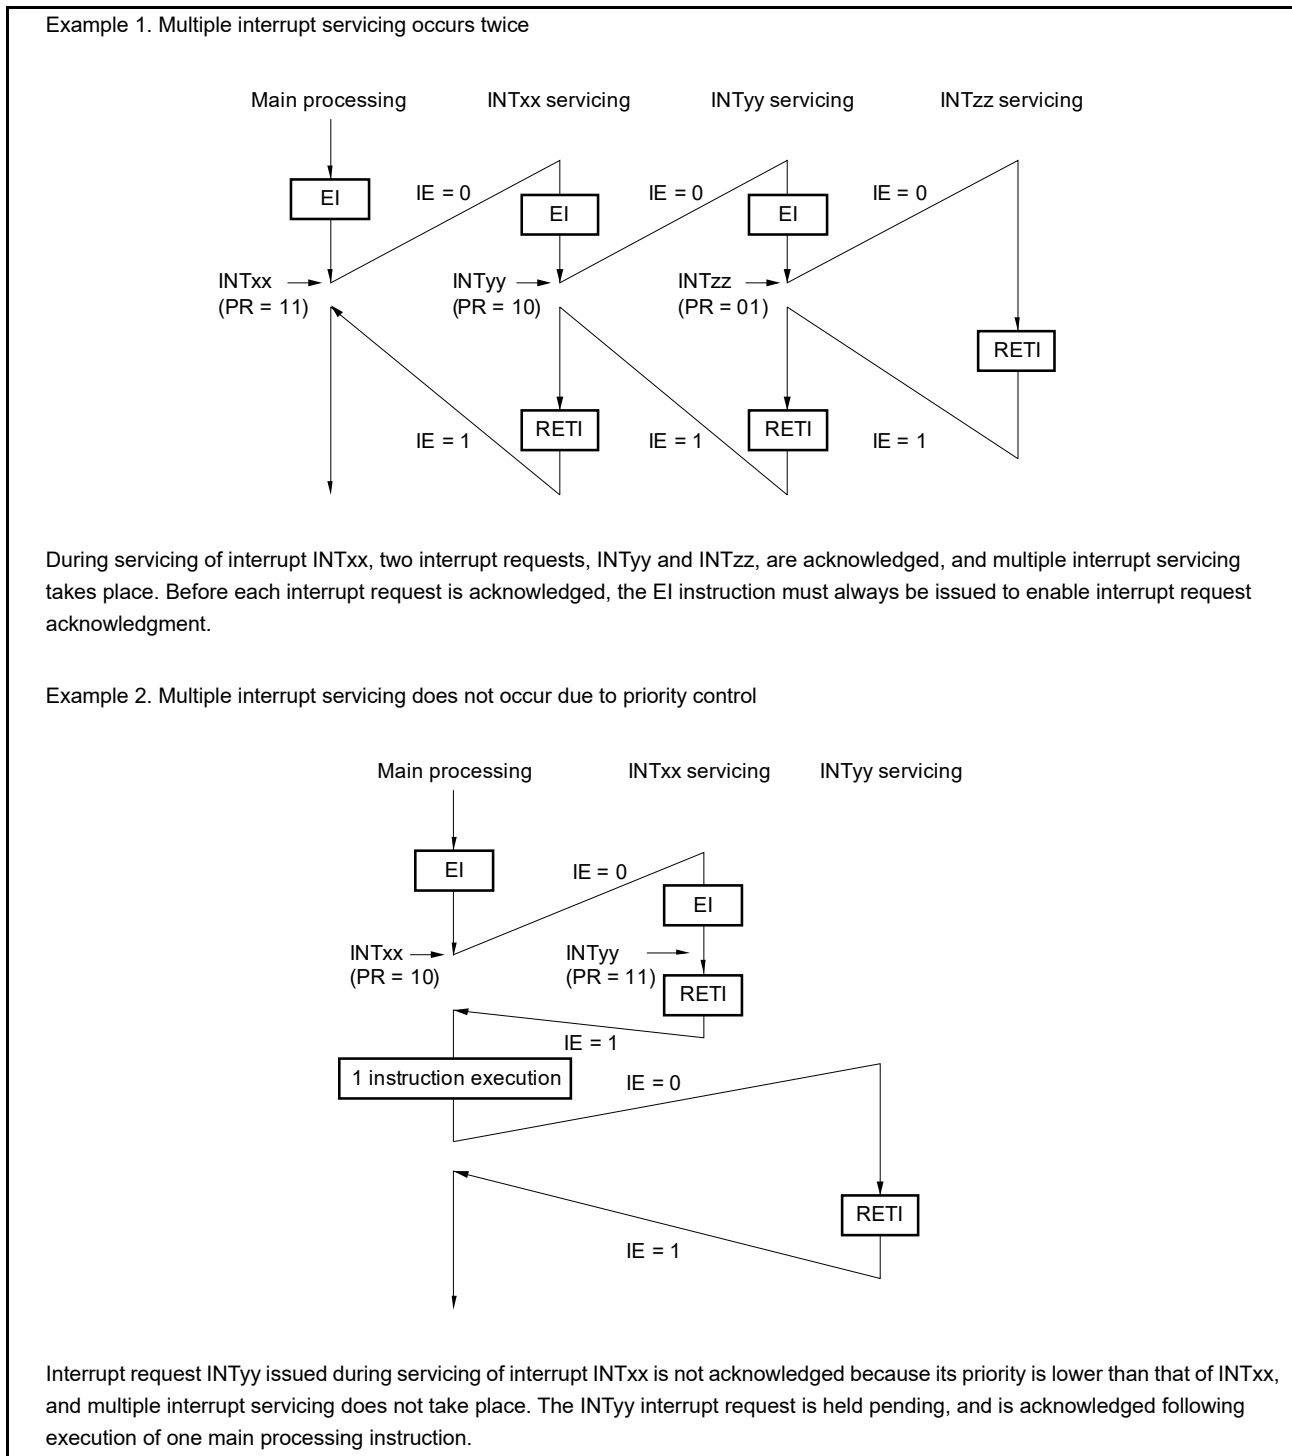 Example 1. Multiple interrupt servicing occurs twice
Main processing INTxx servicing INTyy servicing INTzz servicing
IE = 0 IE = 0 IE = 0
EI EI EI
INTxx INTyy INTzz
(PR = 11) (PR = 10) (PR = 01)
RETI
RETI RETI
IE = 1 IE = 1 IE = 1
During servicing of interrupt INTxx, two interrupt requests, INTyy and INTzz, are acknowledged, and multiple interrupt servicing
takes place. Before each interrupt request is acknowledged, the EI instruction must always be issued to enable interrupt request
acknowledgment.
Example 2. Multiple interrupt servicing does not occur due to priority control
Main processing INTxx servicing INTyy servicing
EI IE = 0
EI
INTxx INTyy
(PR = 10) (PR = 11)
RETI
IE = 1
1 instruction execution IE = 0
RETI
IE = 1
Interrupt request INTyy issued during servicing of interrupt INTxx is not acknowledged because its priority is lower than that of INTxx,
and multiple interrupt servicing does not take place. The INTyy interrupt request is held pending, and is acknowledged following
execution of one main processing instruction.